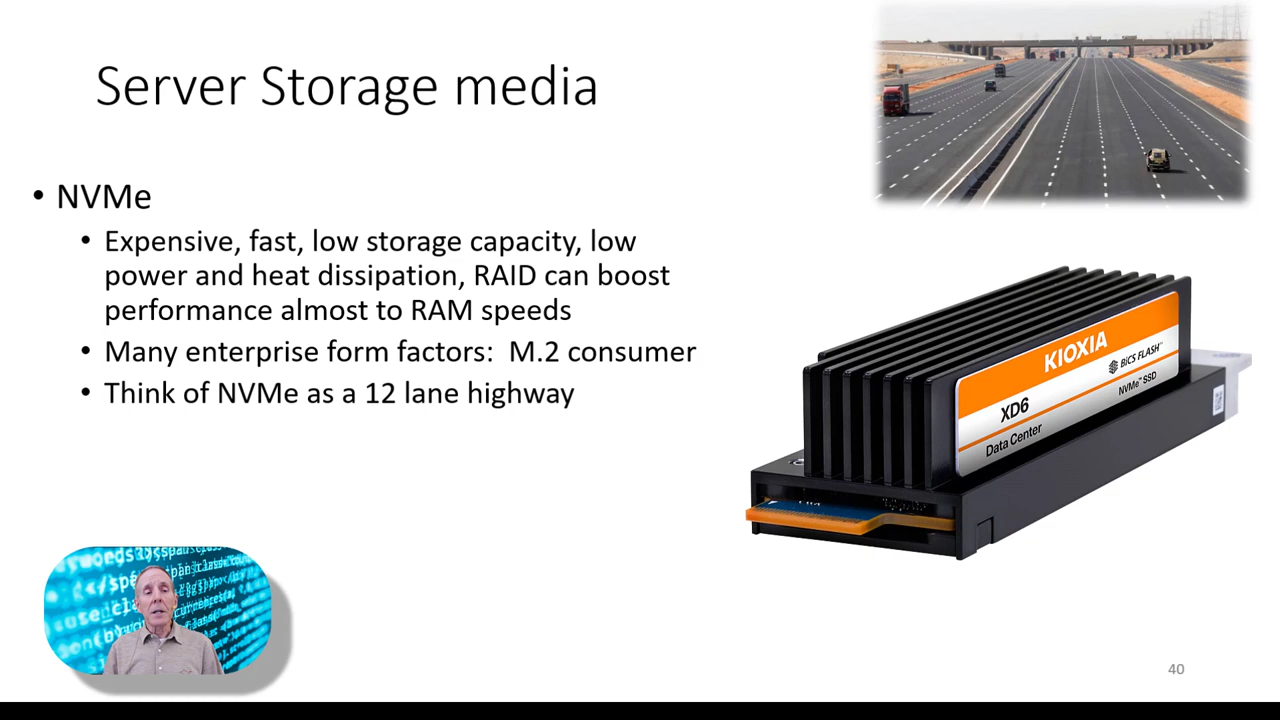 Server Storage media
• NVMe
• Expensive, fast, low storage capacity, low
power and heat dissipation, RAID can boost
performance almost to RAM speeds
• Many enterprise form factors:  M.2 consumer
• Think of NVMe as a 12 lane highway
KIOXIA
BiCS FLASH™
XD6
NVMe™ SSD
Data Center
40